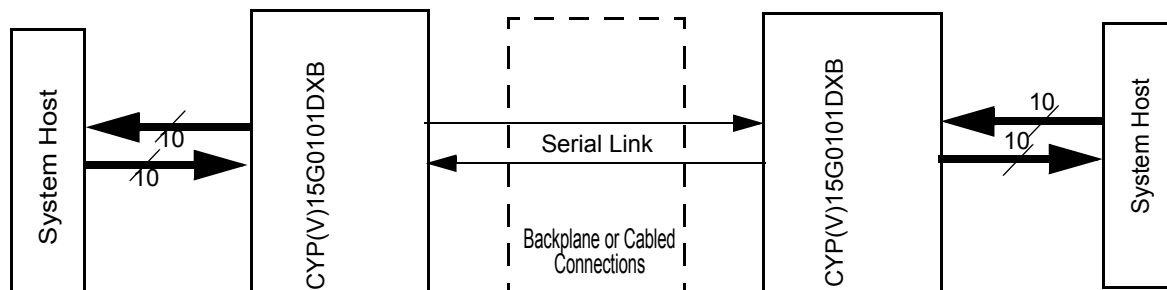 System Host
10
10
CYP(V)15G0101DXB
Serial Link
Backplane or Cabled
Connections
CYP(V)15G0101DXB
10
10
System Host